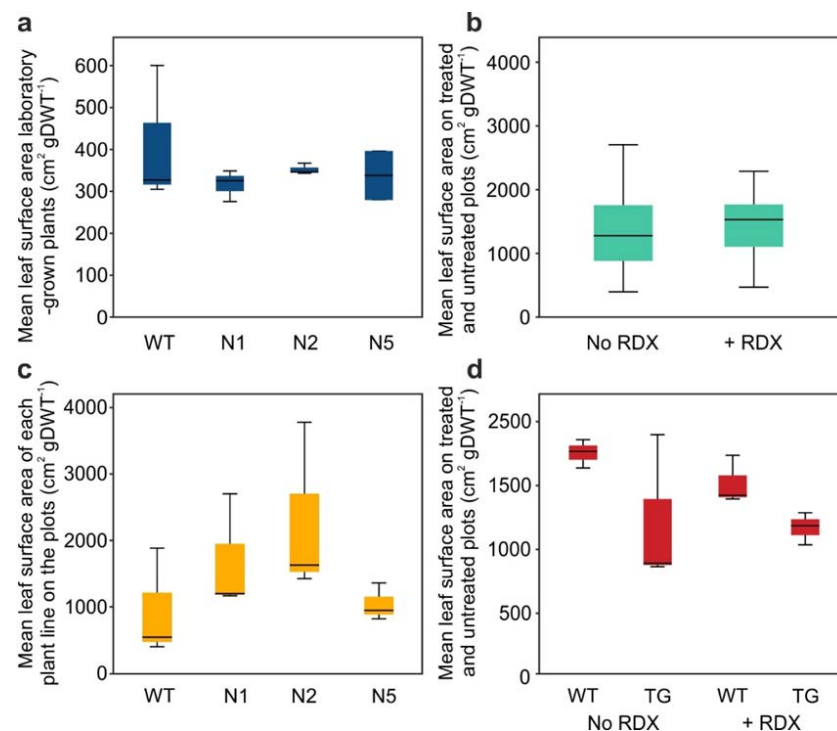 a
Mean leaf surface area laboratory
-grown plants (cm² gDWT⁻¹)
600
500
400
300
200
100
0
WT N1 N2 N5
b
Mean leaf surface area on treated
and untreated plots (cm² gDWT⁻¹)
4000
3000
2000
1000
0
No RDX + RDX
c
Mean leaf surface area of each
plant line on the plots (cm² gDWT⁻¹)
4000
3000
2000
1000
0
WT N1 N2 N5
d
Mean leaf surface area on treated
and untreated plots (cm² gDWT⁻¹)
2500
1500
1000
500
0
WT TG WT TG
No RDX + RDX